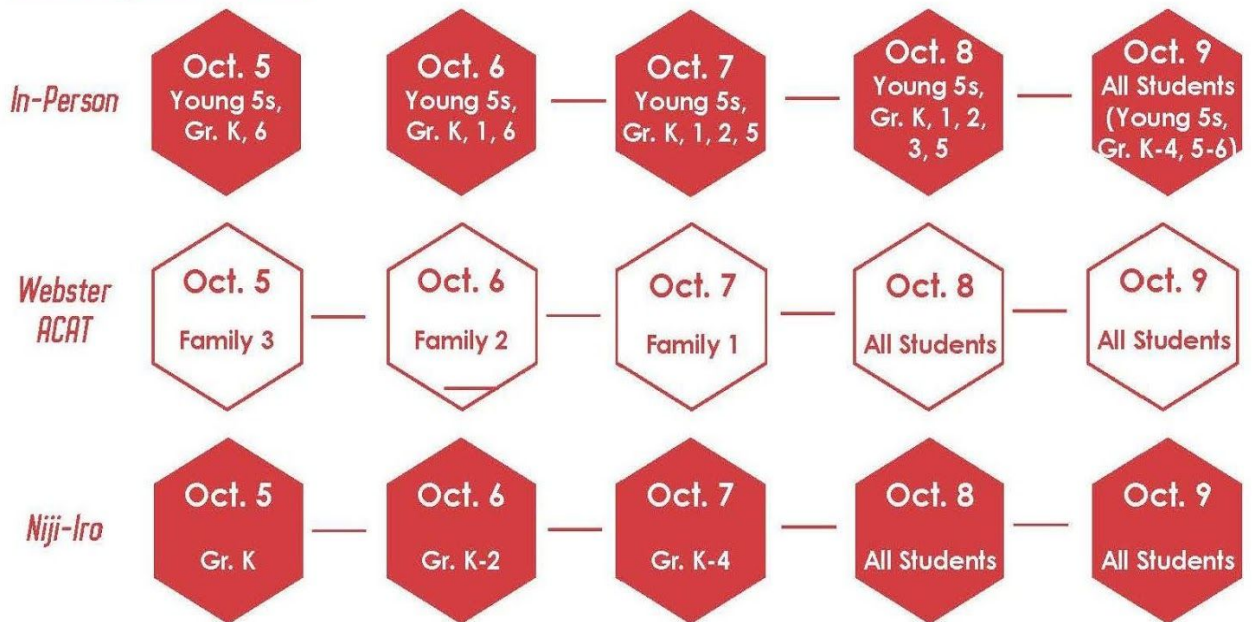 In-Person
Oct. 5
Young 5s,
Gr. K, 6
Oct. 6
Young 5s,
Gr. K, 1, 6
Oct. 7
Young 5s,
Gr. K, 1, 2, 5
Oct. 8
Young 5s,
Gr. K, 1, 2,
3, 5
Oct. 9
All Students
(Young 5s,
Gr. K-4, 5-6)
Webster
ACAT
Oct. 5
Family 3
Oct. 6
Family 2
Oct. 7
Family 1
Oct. 8
All Students
Oct. 9
All Students
Niji-Iro
Oct. 5
Gr. K
Oct. 6
Gr. K-2
Oct. 7
Gr. K-4
Oct. 8
All Students
Oct. 9
All Students